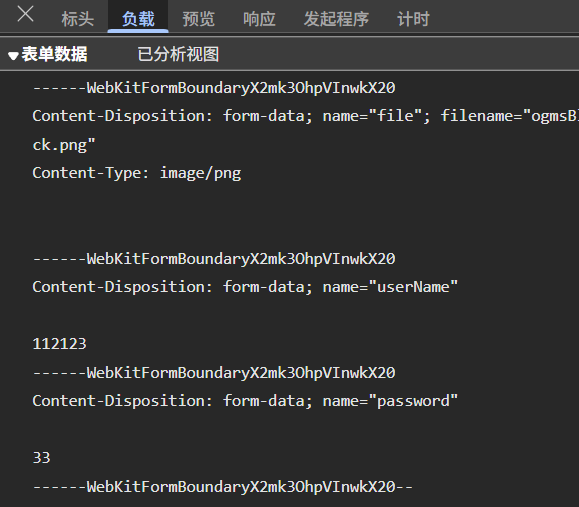 标头 负载 预览 响应 发起程序 计时
▼表单数据 已分析视图
------WebKitFormBoundaryX2mk3OhpVInwkX20
Content-Disposition: form-data; name="file"; filename="ogmsBl
ck.png"
Content-Type: image/png
------WebKitFormBoundaryX2mk3OhpVInwkX20
Content-Disposition: form-data; name="userName"
112123
------WebKitFormBoundaryX2mk3OhpVInwkX20
Content-Disposition: form-data; name="password"
33
------WebKitFormBoundaryX2mk3OhpVInwkX20--